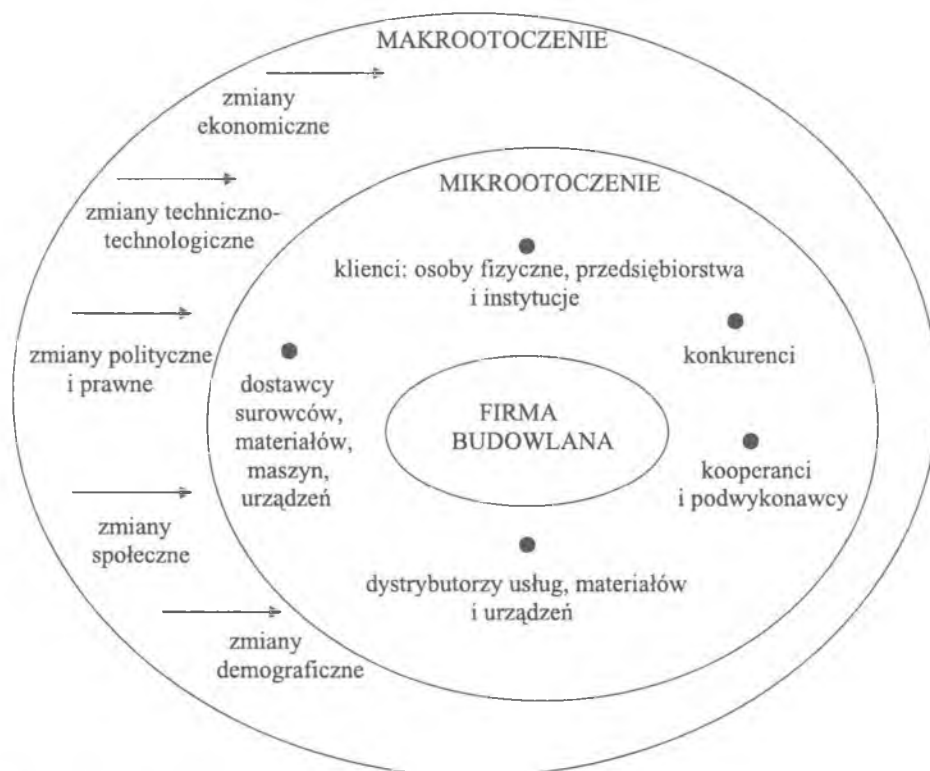 MAKROOTOCZENIE
zmiany
ekonomiczne
MIKROOTOCZENIE
zmiany techniczno-
technologiczne
klienci: osoby fizyczne, przedsiębiorstwa
i instytucje
zmiany polityczne
i prawne
konkurenci
dostawcy
surowców,
materiałów,
maszyn,
urządzeń
FIRMA
BUDOWLANA
kooperanci
i podwykonawcy
zmiany
społeczne
dystrybutorzy usług, materiałów
i urządzeń
zmiany
demograficzne